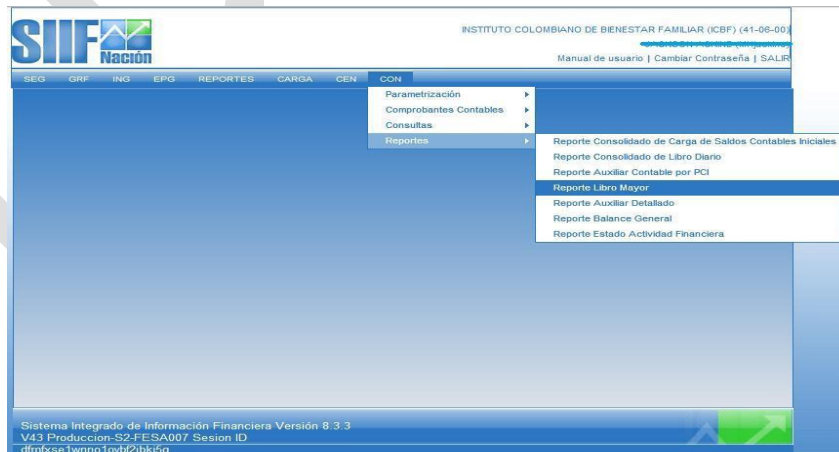 SIIF
Nación
INSTITUTO COLOMBIANO DE BIENESTAR FAMILIAR (ICBF) (41-06-00)
Manual de usuario | Cambiar Contraseña | SALIR
SEG GRF ING EPG REPORTES CARGA CEN CON
Parametrización
Comprobantes Contables
Consultas
Reportes
Reporte Consolidado de Carga de Saldos Contables Iniciales
Reporte Consolidado de Libro Diario
Reporte Auxiliar Contable por PCI
Reporte Libro Mayor
Reporte Auxiliar Detallado
Reporte Balance General
Reporte Estado Actividad Financiera
Sistema Integrado de Información Financiera Versión 8.3.3
V43 Produccion-S2-FESA007 Sesion ID